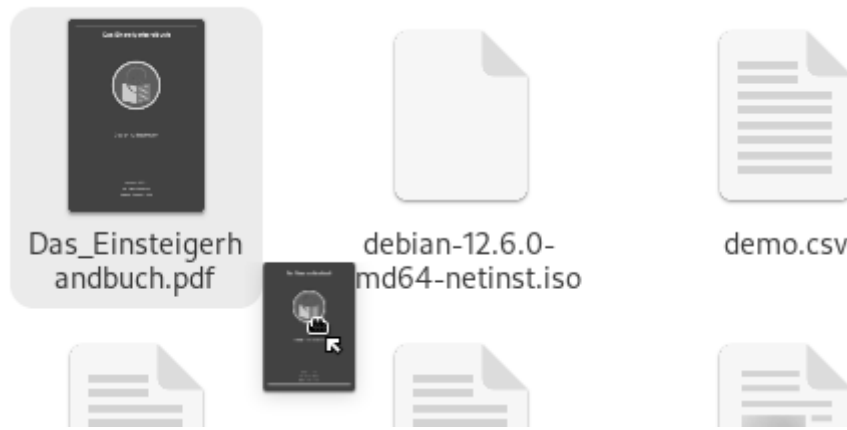 Das_Einsteigerh
andbuch.pdf
debian-12.6.0-
md64-netinst.iso
demo.csv